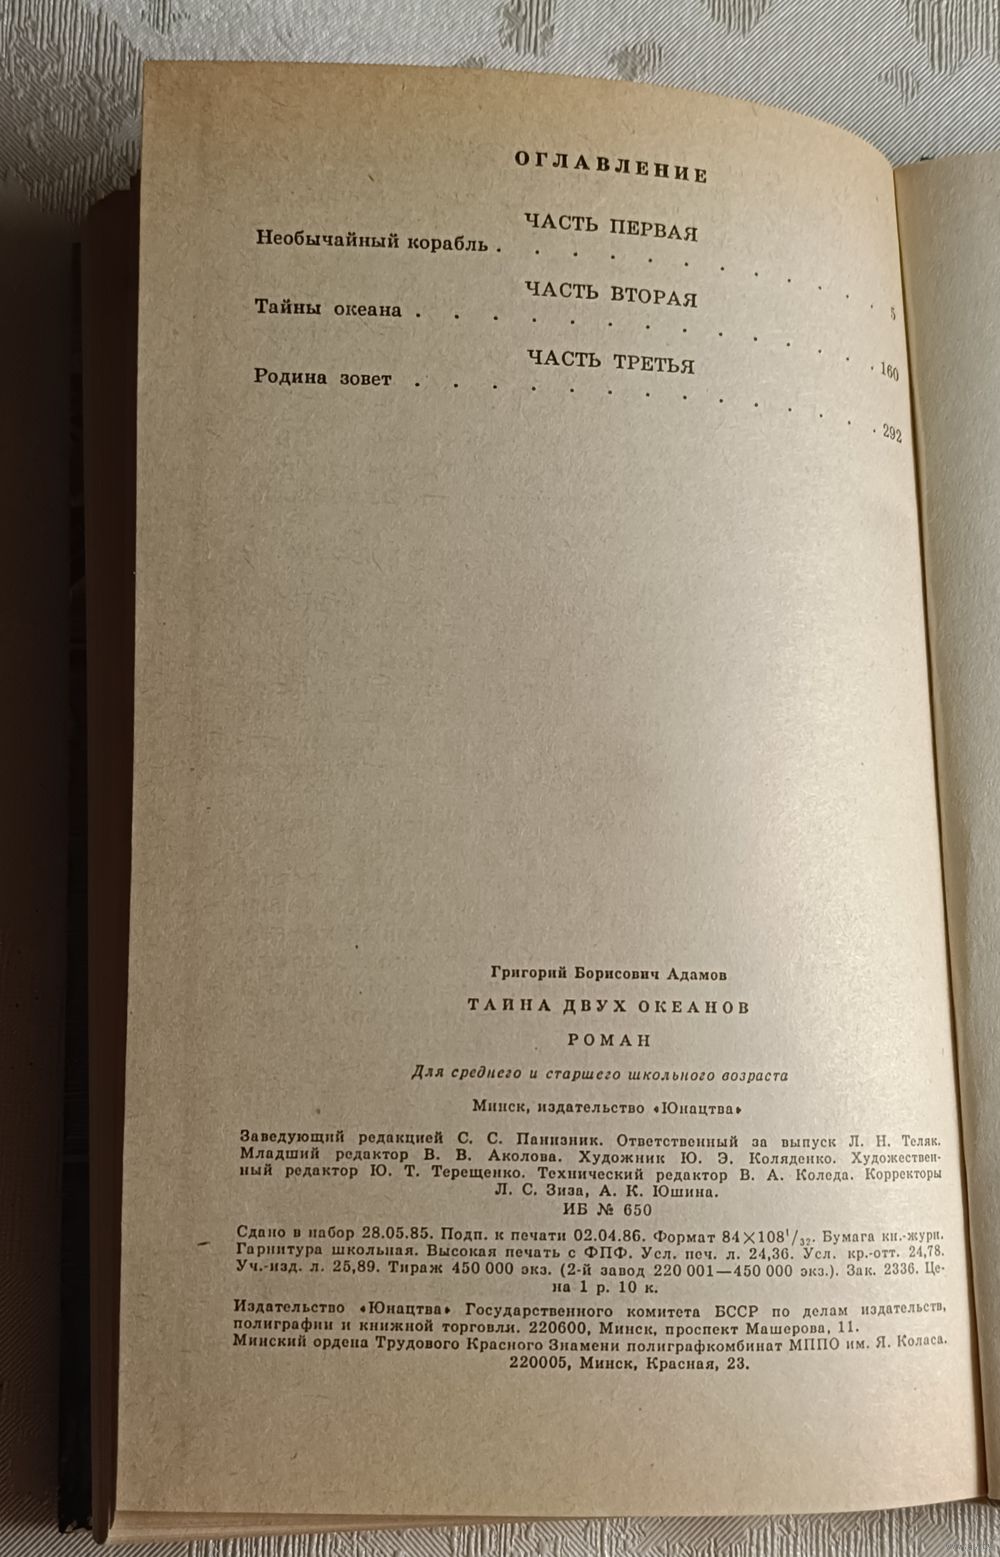 ОГЛАВЛЕНИЕ
ЧАСТЬ ПЕРВАЯ
Необычайный корабль . . . . . . . . . . . 5
ЧАСТЬ ВТОРАЯ
Тайны океана . . . . . . . . . . . . . 160
ЧАСТЬ ТРЕТЬЯ
Родина зовет . . . . . . . . . . . . . 292
Григорий Борисович Адамов
ТАЙНА ДВУХ ОКЕАНОВ
РОМАН
Для среднего и старшего школьного возраста
Минск, издательство «Юнацтва»
Заведующий редакцией С. С. Панизник. Ответственный за выпуск Л. Н. Теляк.
Младший редактор В. В. Аколова. Художник Ю. Э. Коляденко. Художествен-
ный редактор Ю. Т. Терещенко. Технический редактор В. А. Коледа. Корректоры
Л. С. Зиза, А. К. Юшина.
ИБ № 650
Сдано в набор 28.05.85. Подп. к печати 02.04.86. Формат 84×108¹/₃₂. Бумага кн.-журн.
Гарнитура школьная. Высокая печать с ФПФ. Усл. печ. л. 24,36. Усл. кр.-отт. 24,78.
Уч.-изд. л. 25,89. Тираж 450 000 экз. (2-й завод 220 001—450 000 экз.). Зак. 2336. Це-
на 1 р. 10 к.
Издательство «Юнацтва» Государственного комитета БССР по делам издательств,
полиграфии и книжной торговли. 220600, Минск, проспект Машерова, 11.
Минский ордена Трудового Красного Знамени полиграфкомбинат МППО им. Я. Коласа.
220005, Минск, Красная, 23.